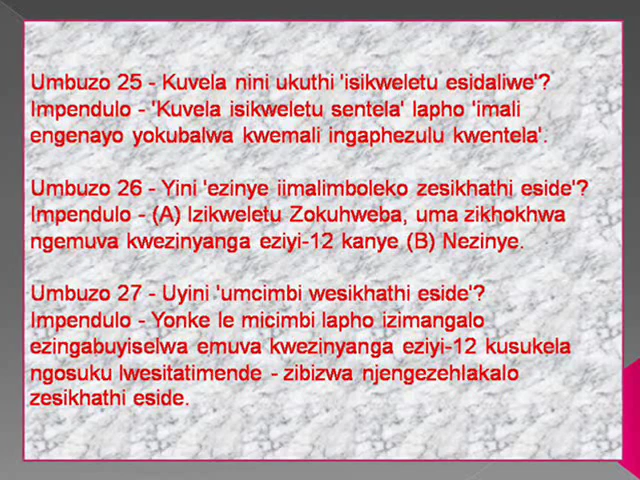 Umbuzo 25 - Kuvela nini ukuthi 'isikweletu esidaliwe'?
Impendulo - 'Kuvela isikweletu sentela' lapho 'imali
engenayo yokubalwa kwemali ingaphezulu kwentela'.
Umbuzo 26 - Yini 'ezinye iimalimboleko zesikhathi eside'?
Impendulo - (A) Izikweletu Zokuhweba, uma zikhokhwa
ngemuva kwezinyanga eziyi-12 kanye (B) Nezinye.
Umbuzo 27 - Uyini 'umcimbi wesikhathi eside'?
Impendulo - Yonke le micimbi lapho izimangalo
ezingabuyiselwa emuva kwezinyanga eziyi-12 kusukela
ngosuku lwesitatimende - zibizwa njengezehlakalo
zesikhathi eside.